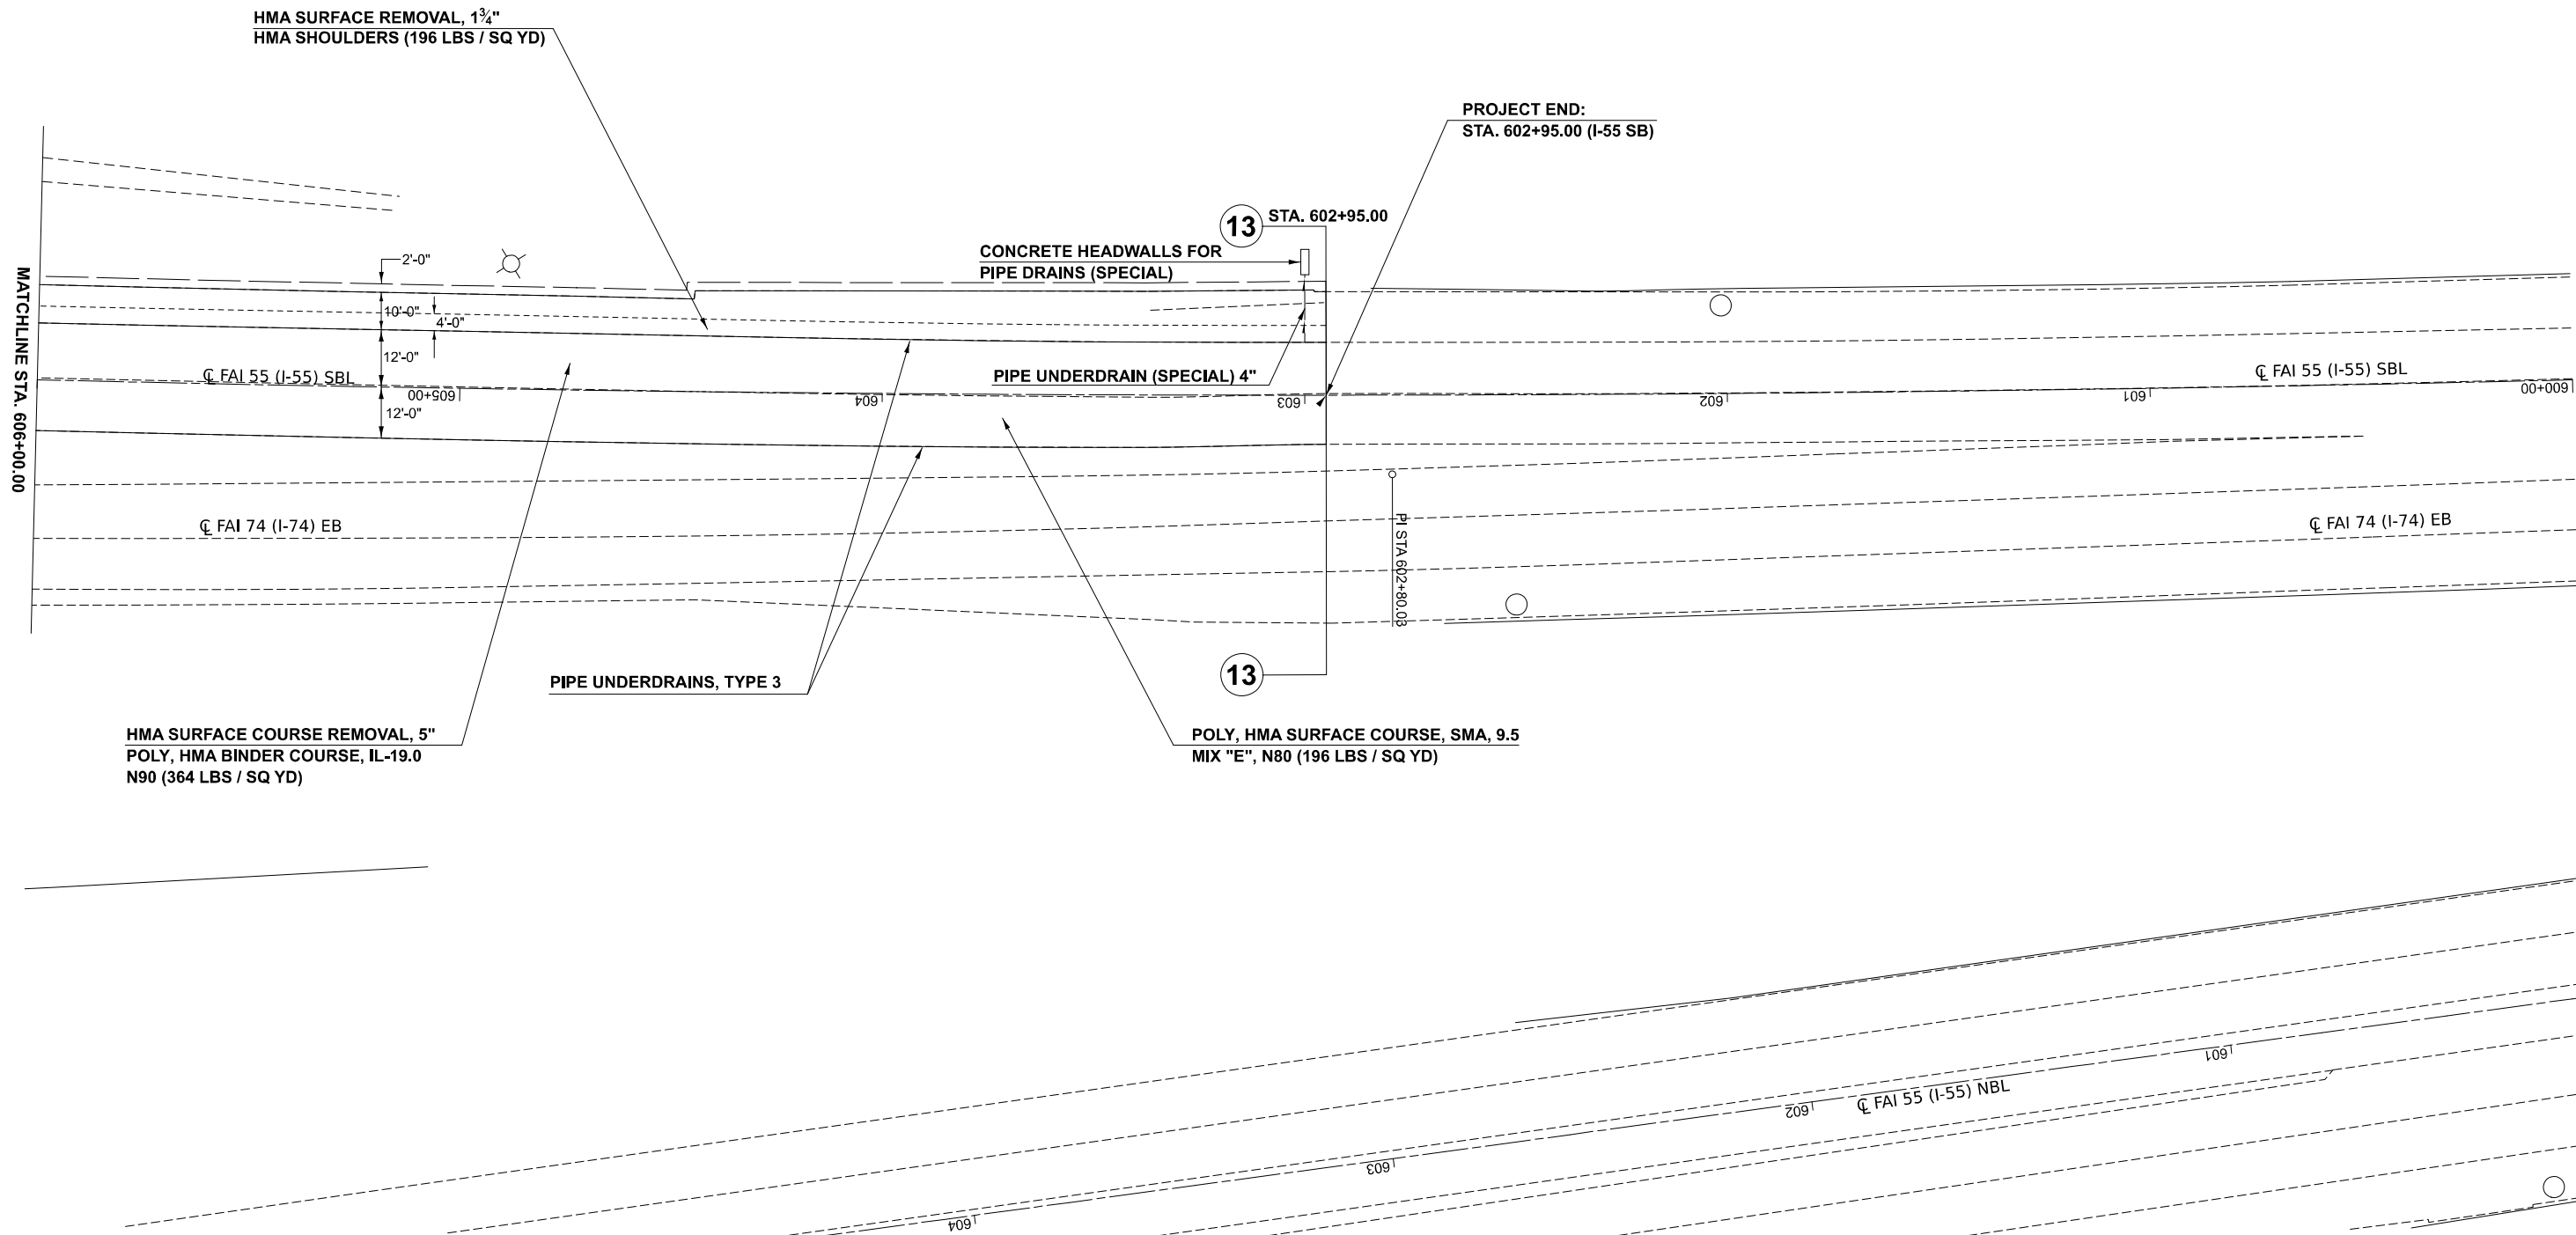 HMA SURFACE REMOVAL, 1¾"
HMA SHOULDERS (196 LBS / SQ YD)
PROJECT END:
STA. 602+95.00 (I-55 SB)
13
STA. 602+95.00
CONCRETE HEADWALLS FOR
PIPE DRAINS (SPECIAL)
MATCHLINE STA. 606+00.00
2'-0"
10'-0"
4'-0"
12'-0"
12'-0"
℄ FAI 55 (I-55) SBL
605+00
604
PIPE UNDERDRAIN (SPECIAL) 4"
603
602
601
℄ FAI 55 (I-55) SBL
600+00
℄ FAI 74 (I-74) EB
PI STA 602+80.03
℄ FAI 74 (I-74) EB
PIPE UNDERDRAINS, TYPE 3
13
HMA SURFACE COURSE REMOVAL, 5"
POLY, HMA BINDER COURSE, IL-19.0
N90 (364 LBS / SQ YD)
POLY, HMA SURFACE COURSE, SMA, 9.5
MIX "E", N80 (196 LBS / SQ YD)
601
602
℄ FAI 55 (I-55) NBL
603
604